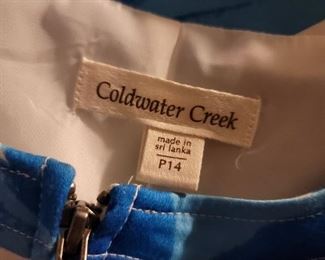 Coldwater Creek
made in
sri lanka
P14